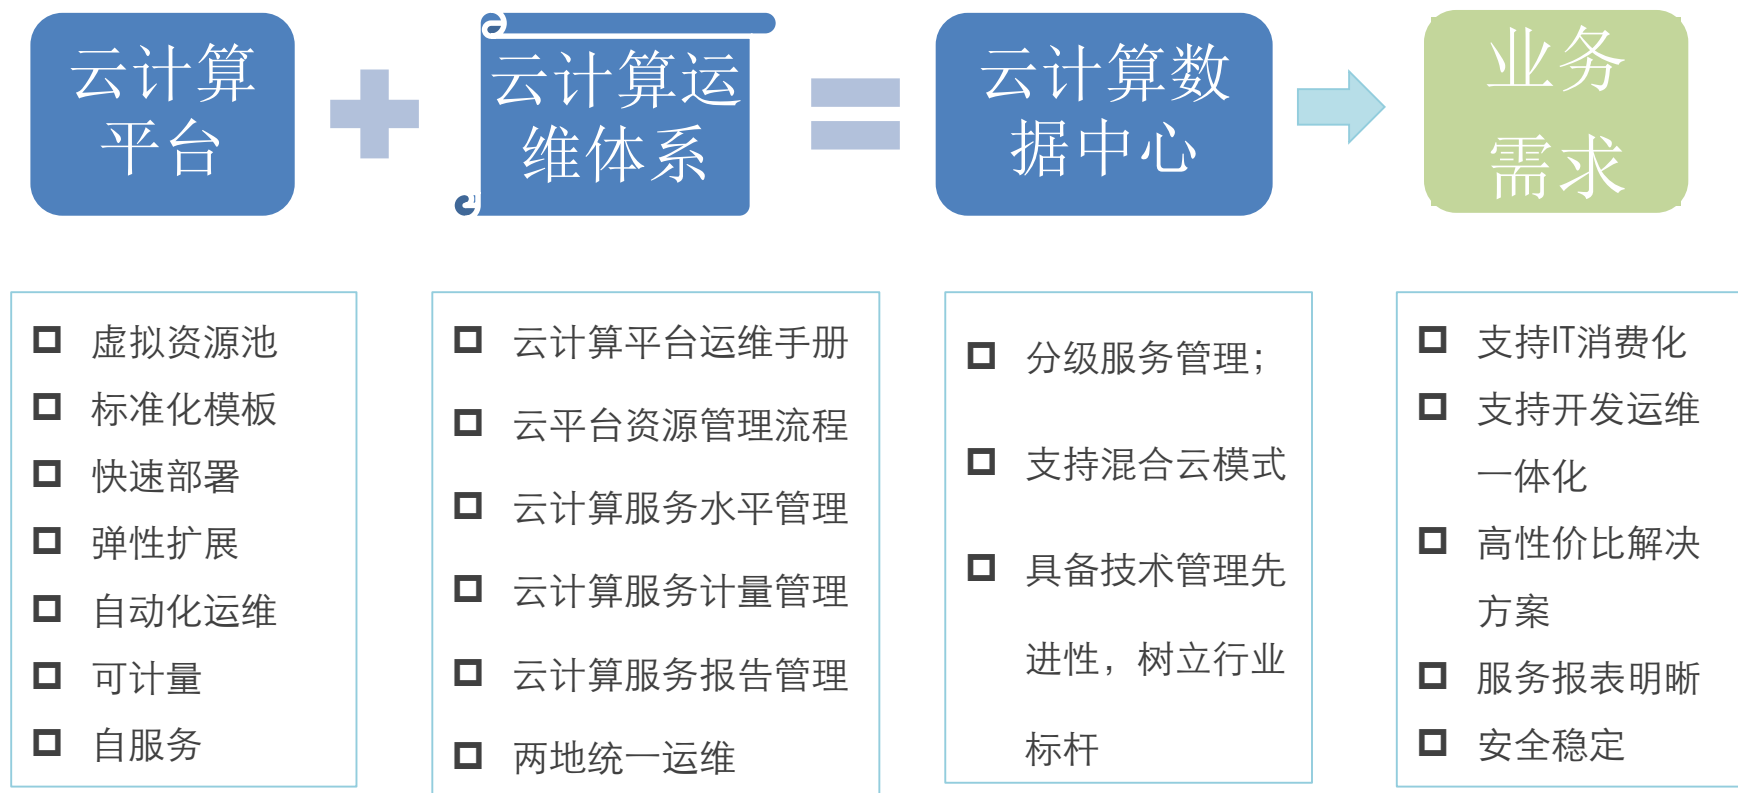 云计算
平台
云计算运
维体系
云计算数
据中心
业务
需求
虚拟资源池
标准化模板
快速部署
弹性扩展
自动化运维
可计量
自服务
云计算平台运维手册
云平台资源管理流程
云计算服务水平管理
云计算服务计量管理
云计算服务报告管理
两地统一运维
分级服务管理；
支持混合云模式
具备技术管理先
进性，树立行业
标杆
支持IT消费化
支持开发运维
一体化
高性价比解决
方案
服务报表明晰
安全稳定